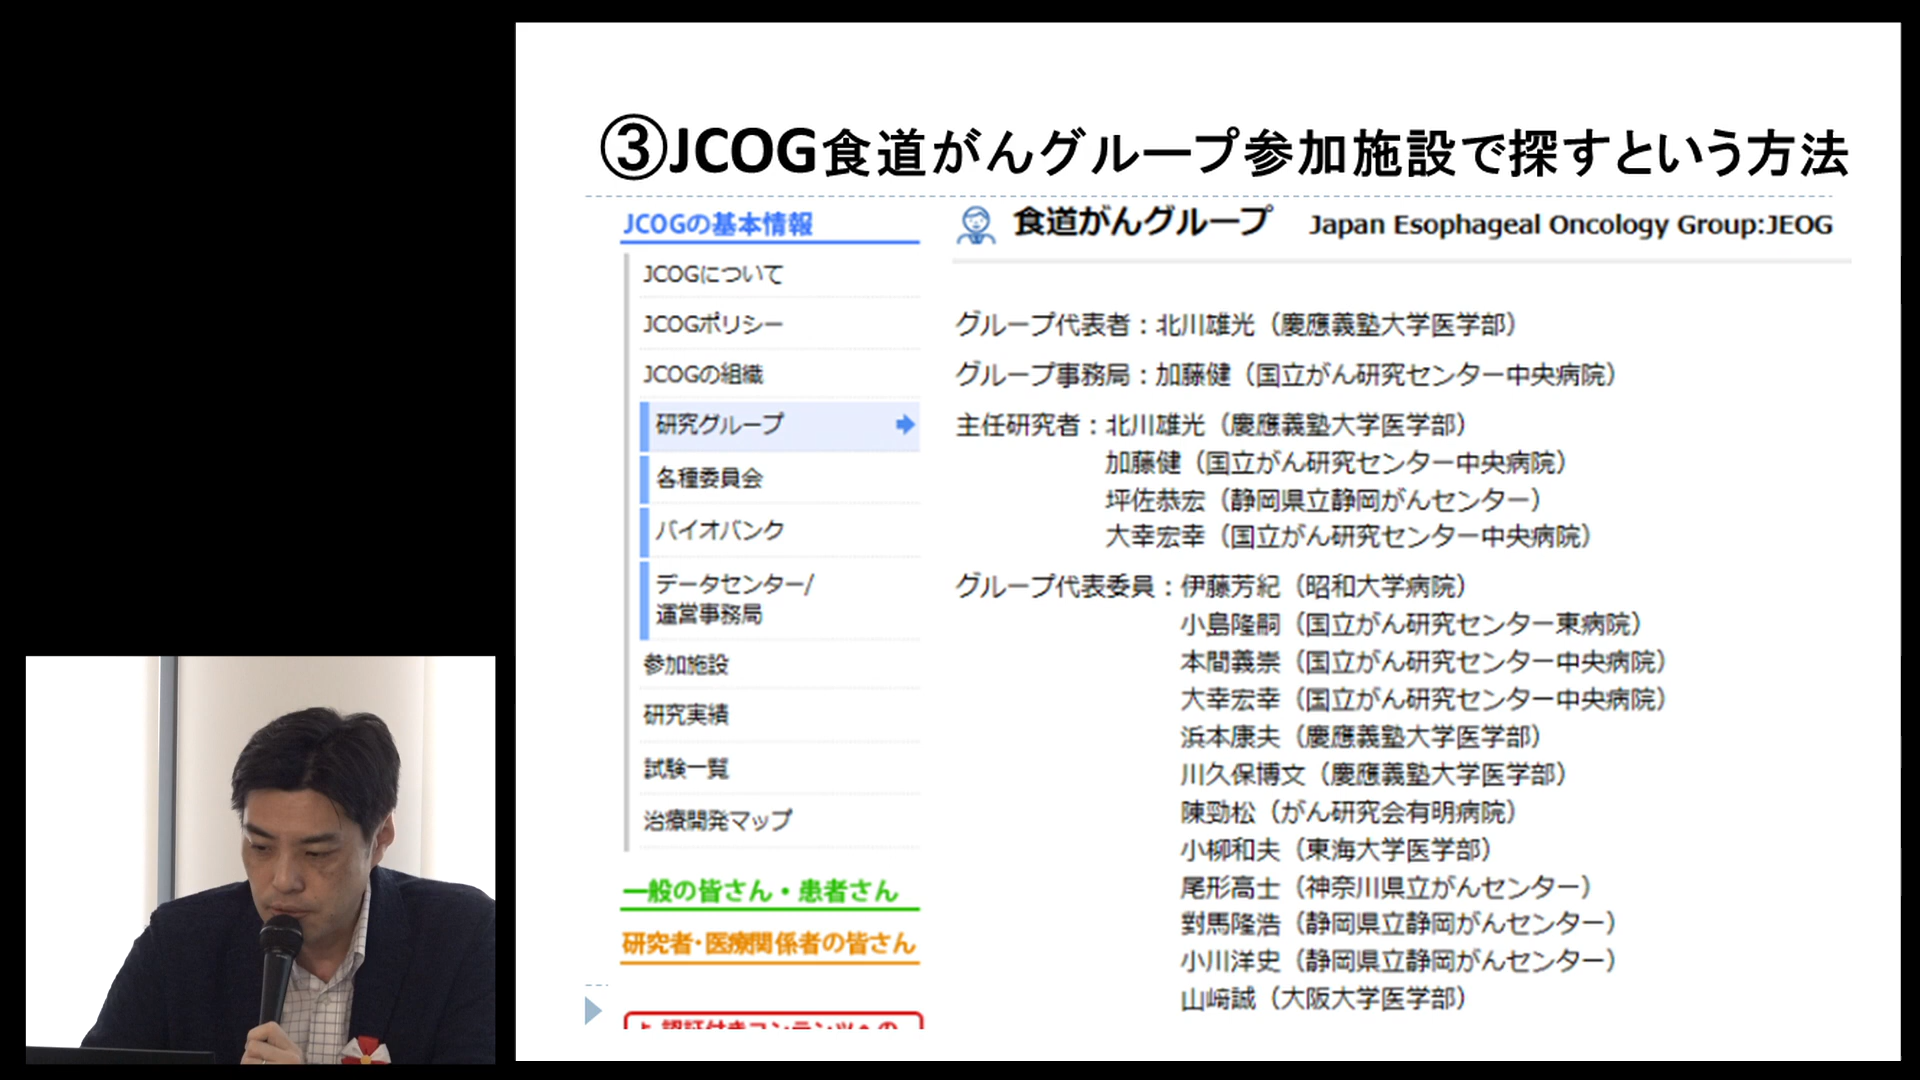 ③JCOG食道がんグループ参加施設で探すという方法
JCOGの基本情報
JCOGについて
JCOGポリシー
JCOGの組織
研究グループ
各種委員会
バイオバンク
データセンター/
運営事務局
参加施設
研究実績
試験一覧
治療開発マップ
一般の皆さん・患者さん
研究者・医療関係者の皆さん
認証付きコンテンツへの
食道がんグループ Japan Esophageal Oncology Group:JEOG
グループ代表者：北川雄光（慶應義塾大学医学部）
グループ事務局：加藤健（国立がん研究センター中央病院）
主任研究者：北川雄光（慶應義塾大学医学部）
加藤健（国立がん研究センター中央病院）
坪佐恭宏（静岡県立静岡がんセンター）
大幸宏幸（国立がん研究センター中央病院）
グループ代表委員：伊藤芳紀（昭和大学病院）
小島隆嗣（国立がん研究センター東病院）
本間義崇（国立がん研究センター中央病院）
大幸宏幸（国立がん研究センター中央病院）
浜本康夫（慶應義塾大学医学部）
川久保博文（慶應義塾大学医学部）
陳勁松（がん研究会有明病院）
小柳和夫（東海大学医学部）
尾形高士（神奈川県立がんセンター）
對馬隆浩（静岡県立静岡がんセンター）
小川洋史（静岡県立静岡がんセンター）
山﨑誠（大阪大学医学部）